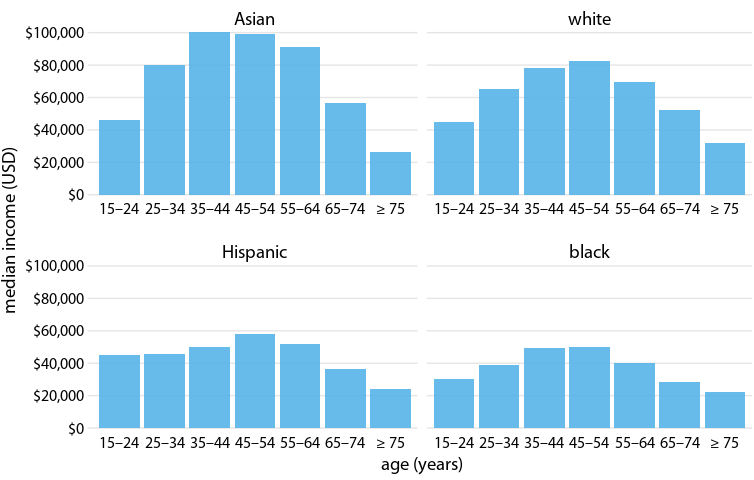 Asian
white
$100,000
$80,000
$60,000
$40,000
$20,000
$0
15–24 25–34 35–44 45–54 55–64 65–74 ≥ 75
15–24 25–34 35–44 45–54 55–64 65–74 ≥ 75
median income (USD)
Hispanic
black
$100,000
$80,000
$60,000
$40,000
$20,000
$0
15–24 25–34 35–44 45–54 55–64 65–74 ≥ 75
15–24 25–34 35–44 45–54 55–64 65–74 ≥ 75
age (years)